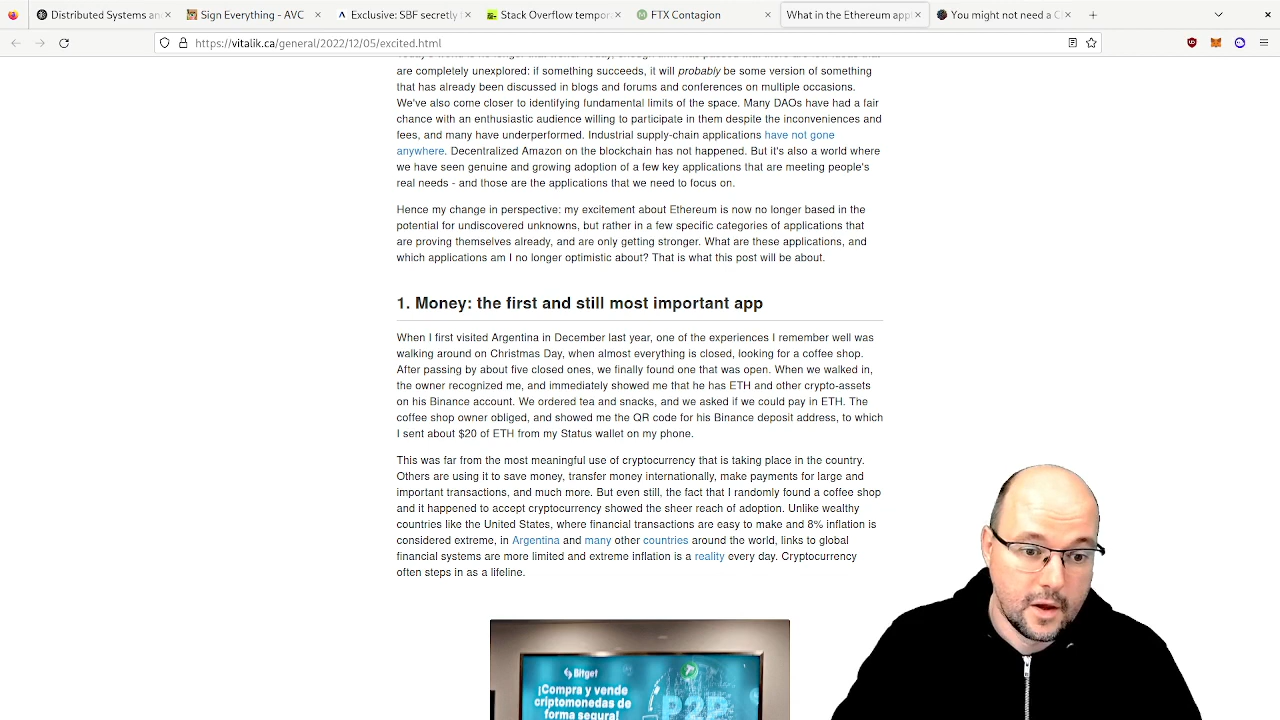 Distributed Systems an
Sign Everything - AVC
Exclusive: SBF secretly
Stack Overflow tempor
FTX Contagion
What in the Ethereum app
You might not need a C
https://vitalik.ca/general/2022/12/05/excited.html
are completely unexplored: if something succeeds, it will probably be some version of something
that has already been discussed in blogs and forums and conferences on multiple occasions.
We've also come closer to identifying fundamental limits of the space. Many DAOs have had a fair
chance with an enthusiastic audience willing to participate in them despite the inconveniences and
fees, and many have underperformed. Industrial supply-chain applications have not gone
anywhere. Decentralized Amazon on the blockchain has not happened. But it's also a world where
we have seen genuine and growing adoption of a few key applications that are meeting people's
real needs - and those are the applications that we need to focus on.
Hence my change in perspective: my excitement about Ethereum is now no longer based in the
potential for undiscovered unknowns, but rather in a few specific categories of applications that
are proving themselves already, and are only getting stronger. What are these applications, and
which applications am I no longer optimistic about? That is what this post will be about.
1. Money: the first and still most important app
When I first visited Argentina in December last year, one of the experiences I remember well was
walking around on Christmas Day, when almost everything is closed, looking for a coffee shop.
After passing by about five closed ones, we finally found one that was open. When we walked in,
the owner recognized me, and immediately showed me that he has ETH and other crypto-assets
on his Binance account. We ordered tea and snacks, and we asked if we could pay in ETH. The
coffee shop owner obliged, and showed me the QR code for his Binance deposit address, to which
I sent about $20 of ETH from my Status wallet on my phone.
This was far from the most meaningful use of cryptocurrency that is taking place in the country.
Others are using it to save money, transfer money internationally, make payments for large and
important transactions, and much more. But even still, the fact that I randomly found a coffee shop
and it happened to accept cryptocurrency showed the sheer reach of adoption. Unlike wealthy
countries like the United States, where financial transactions are easy to make and 8% inflation is
considered extreme, in Argentina and many other countries around the world, links to global
financial systems are more limited and extreme inflation is a reality every day. Cryptocurrency
often steps in as a lifeline.
Bitget
¡Compra y vende
criptomonedas de
forma segura!
P2P